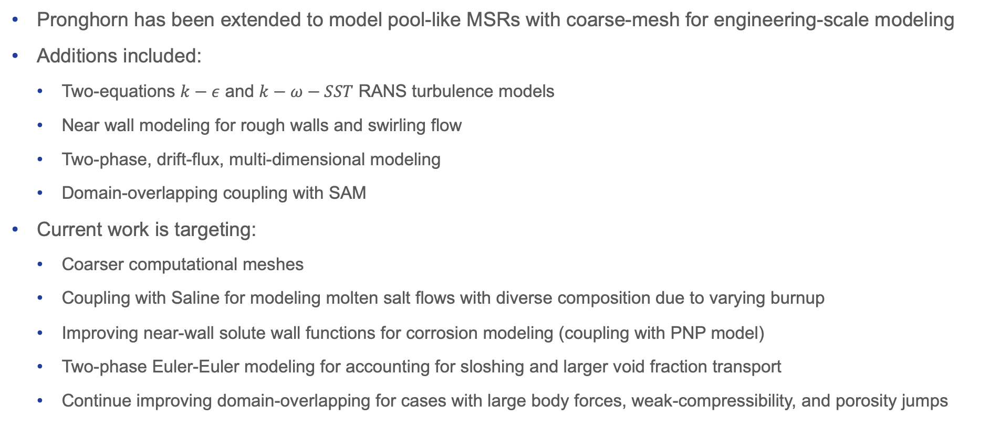 • Pronghorn has been extended to model pool-like MSRs with coarse-mesh for engineering-scale modeling
• Additions included:
• Two-equations k − ϵ and k − ω − SST RANS turbulence models
• Near wall modeling for rough walls and swirling flow
• Two-phase, drift-flux, multi-dimensional modeling
• Domain-overlapping coupling with SAM
• Current work is targeting:
• Coarser computational meshes
• Coupling with Saline for modeling molten salt flows with diverse composition due to varying burnup
• Improving near-wall solute wall functions for corrosion modeling (coupling with PNP model)
• Two-phase Euler-Euler modeling for accounting for sloshing and larger void fraction transport
• Continue improving domain-overlapping for cases with large body forces, weak-compressibility, and porosity jumps